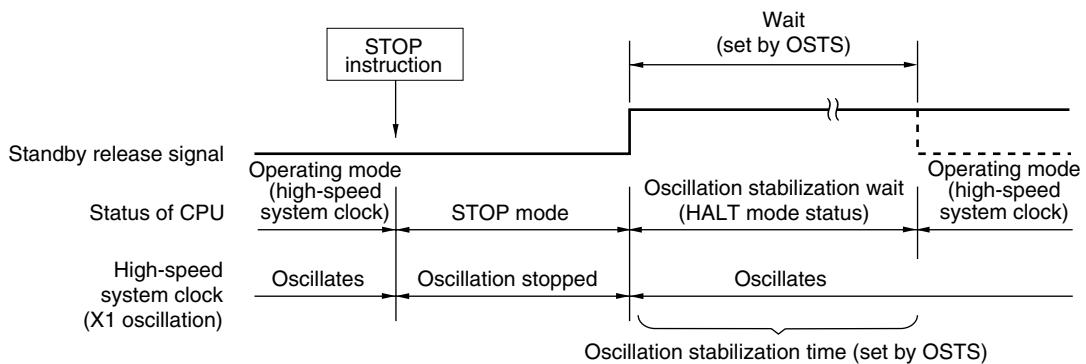 Wait
(set by OSTS)
STOP
instruction
Standby release signal
Operating mode
(high-speed
system clock)
Status of CPU
STOP mode
Oscillation stabilization wait
(HALT mode status)
Operating mode
(high-speed
system clock)
High-speed
system clock
(X1 oscillation)
Oscillates
Oscillation stopped
Oscillates
Oscillation stabilization time (set by OSTS)